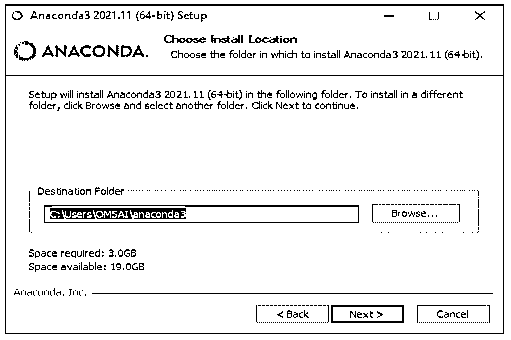 Anaconda3 2021.11 (64-bit) Setup
ANACONDA.
Choose Install Location
Choose the folder in which to install Anaconda3 2021.11 (64-bit).
Setup will install Anaconda3 2021.11 (64-bit) in the following folder. To install in a different
folder, click Browse and select another folder. Click Next to continue.
Destination Folder
C:\Users\OMSAI\anaconda3
Browse...
Space required: 3.0GB
Space available: 19.0GB
Anaconda, Inc.
< Back
Next >
Cancel